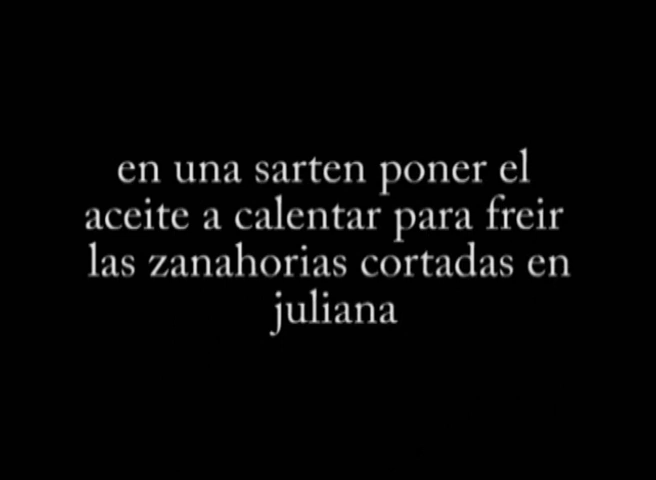 en una sarten poner el
aceite a calentar para freir
las zanahorias cortadas en
juliana